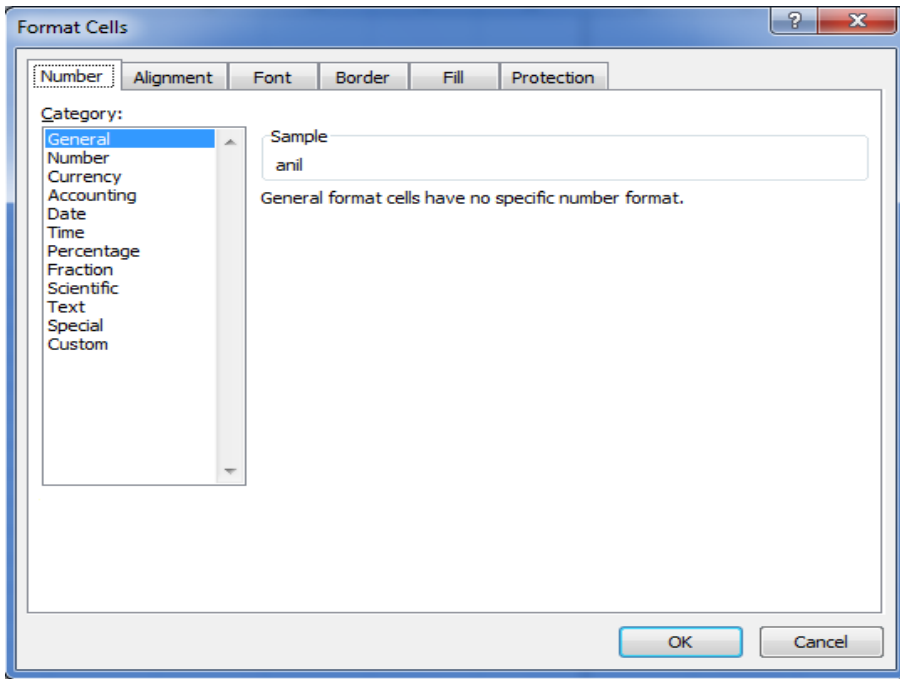 Format Cells
?
X
Number Alignment Font Border Fill Protection
Category:
General
Number
Currency
Accounting
Date
Time
Percentage
Fraction
Scientific
Text
Special
Custom
Sample
anil
General format cells have no specific number format.
OK Cancel